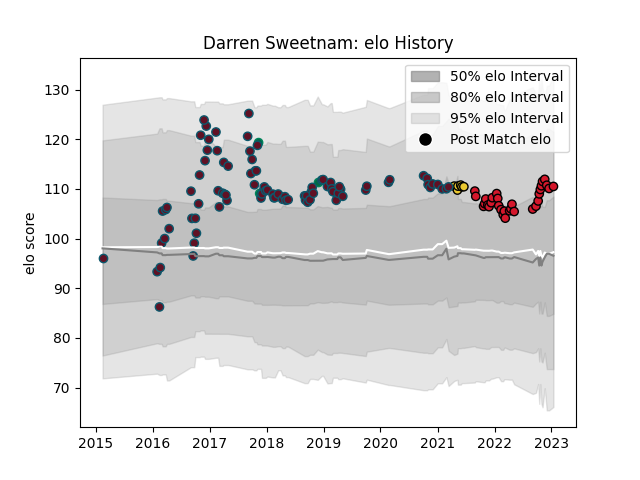 Darren Sweetnam: elo History
50% elo Interval
80% elo Interval
95% elo Interval
Post Match elo
elo score
130
120
110
100
90
80
70
2015 2016 2017 2018 2019 2020 2021 2022 2023